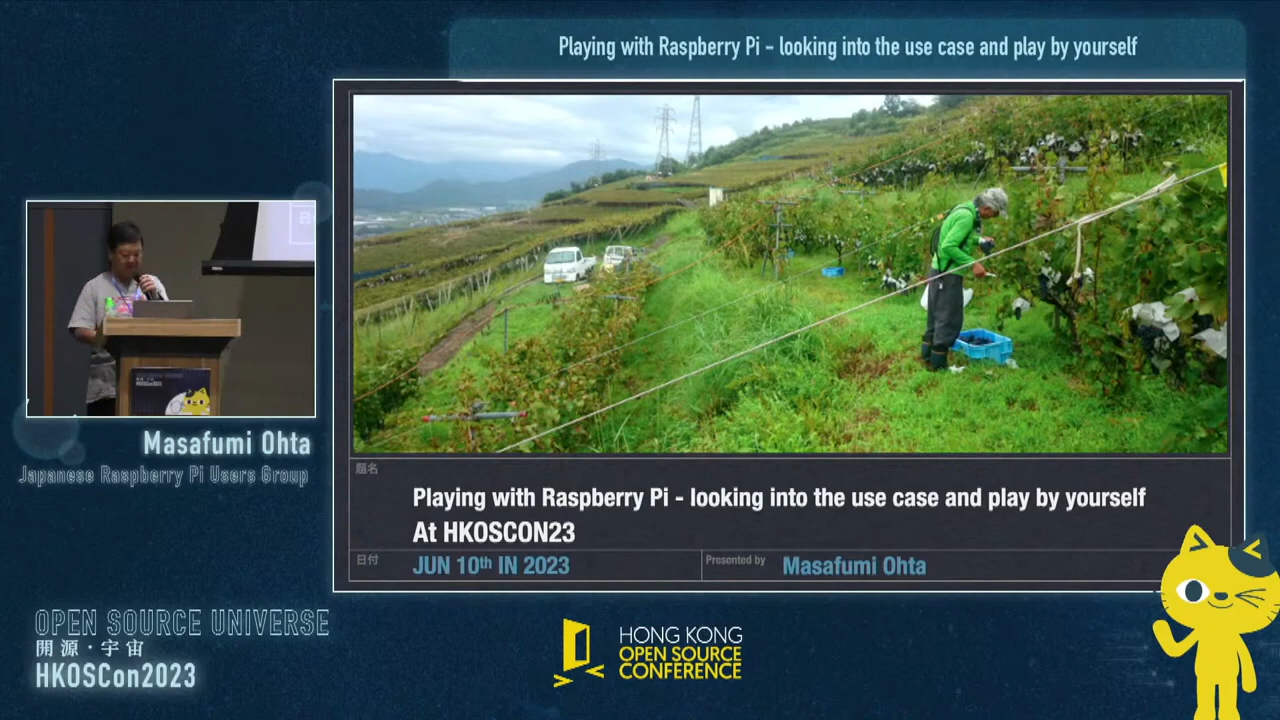 Playing with Raspberry Pi - looking into the use case and play by yourself
Masafumi Ohta
Japanese Raspberry Pi Users Group
題名
Playing with Raspberry Pi - looking into the use case and play by yourself
At HKOSCON23
日付
JUN 10th IN 2023
Presented by
Masafumi Ohta
OPEN SOURCE UNIVERSE
開源·宇宙
HKOSCon2023
HONG KONG
OPEN SOURCE
CONFERENCE
HKOSCon2023